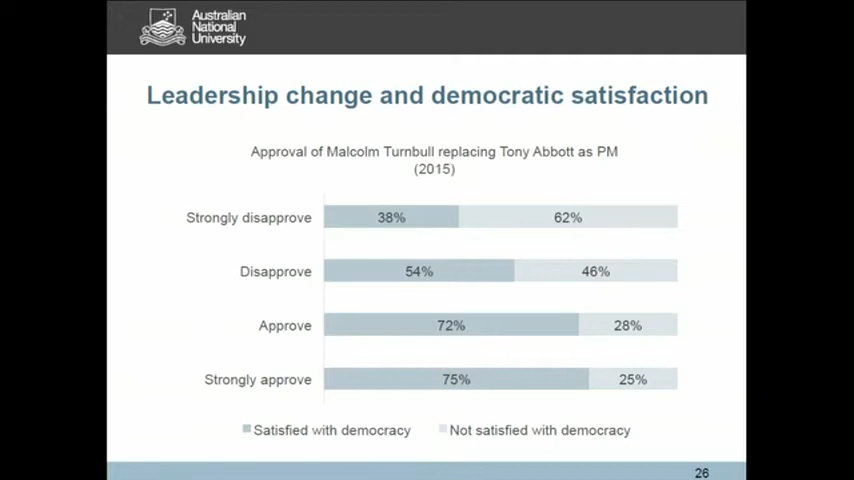 Australian
National
University
Leadership change and democratic satisfaction
Approval of Malcolm Turnbull replacing Tony Abbott as PM
(2015)
Strongly disapprove 38% 62%
Disapprove 54% 46%
Approve 72% 28%
Strongly approve 75% 25%
Satisfied with democracy Not satisfied with democracy
26